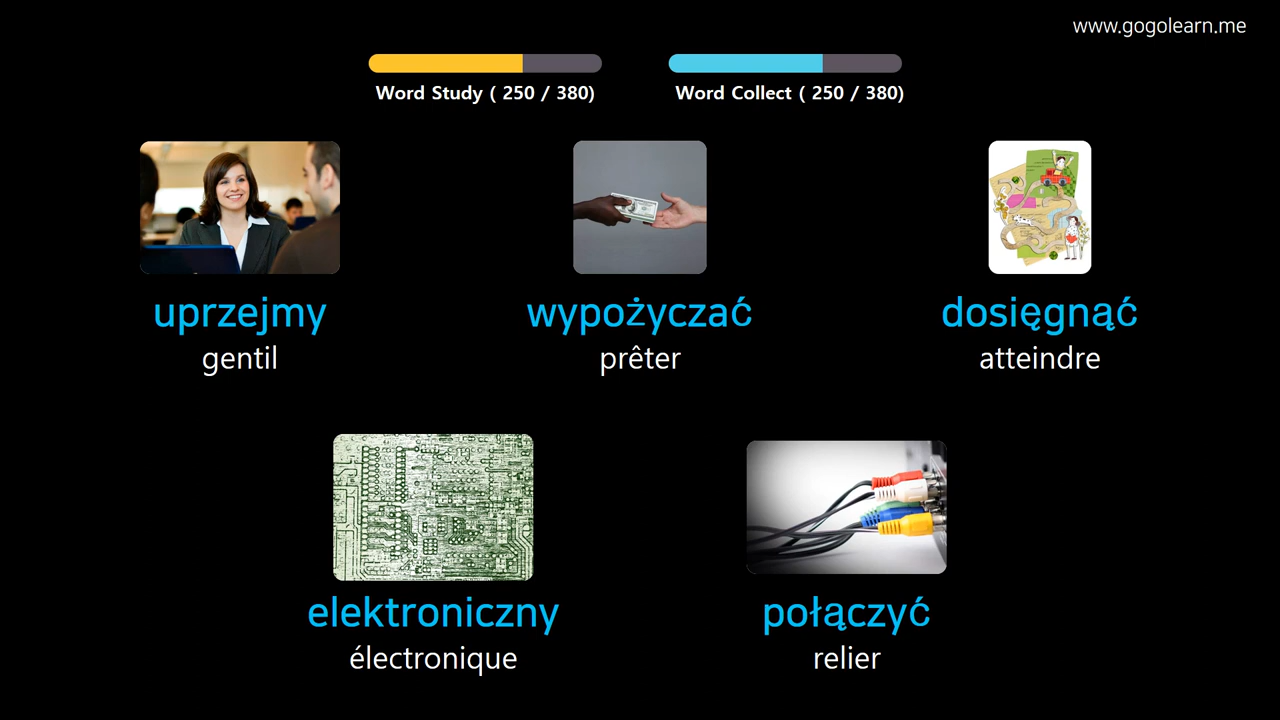 www.gogolearn.me
Word Study ( 250 / 380)
Word Collect ( 250 / 380)
uprzejmy
gentil
wypożyczać
prêter
dosięgnąć
atteindre
elektroniczny
électronique
połączyć
relier